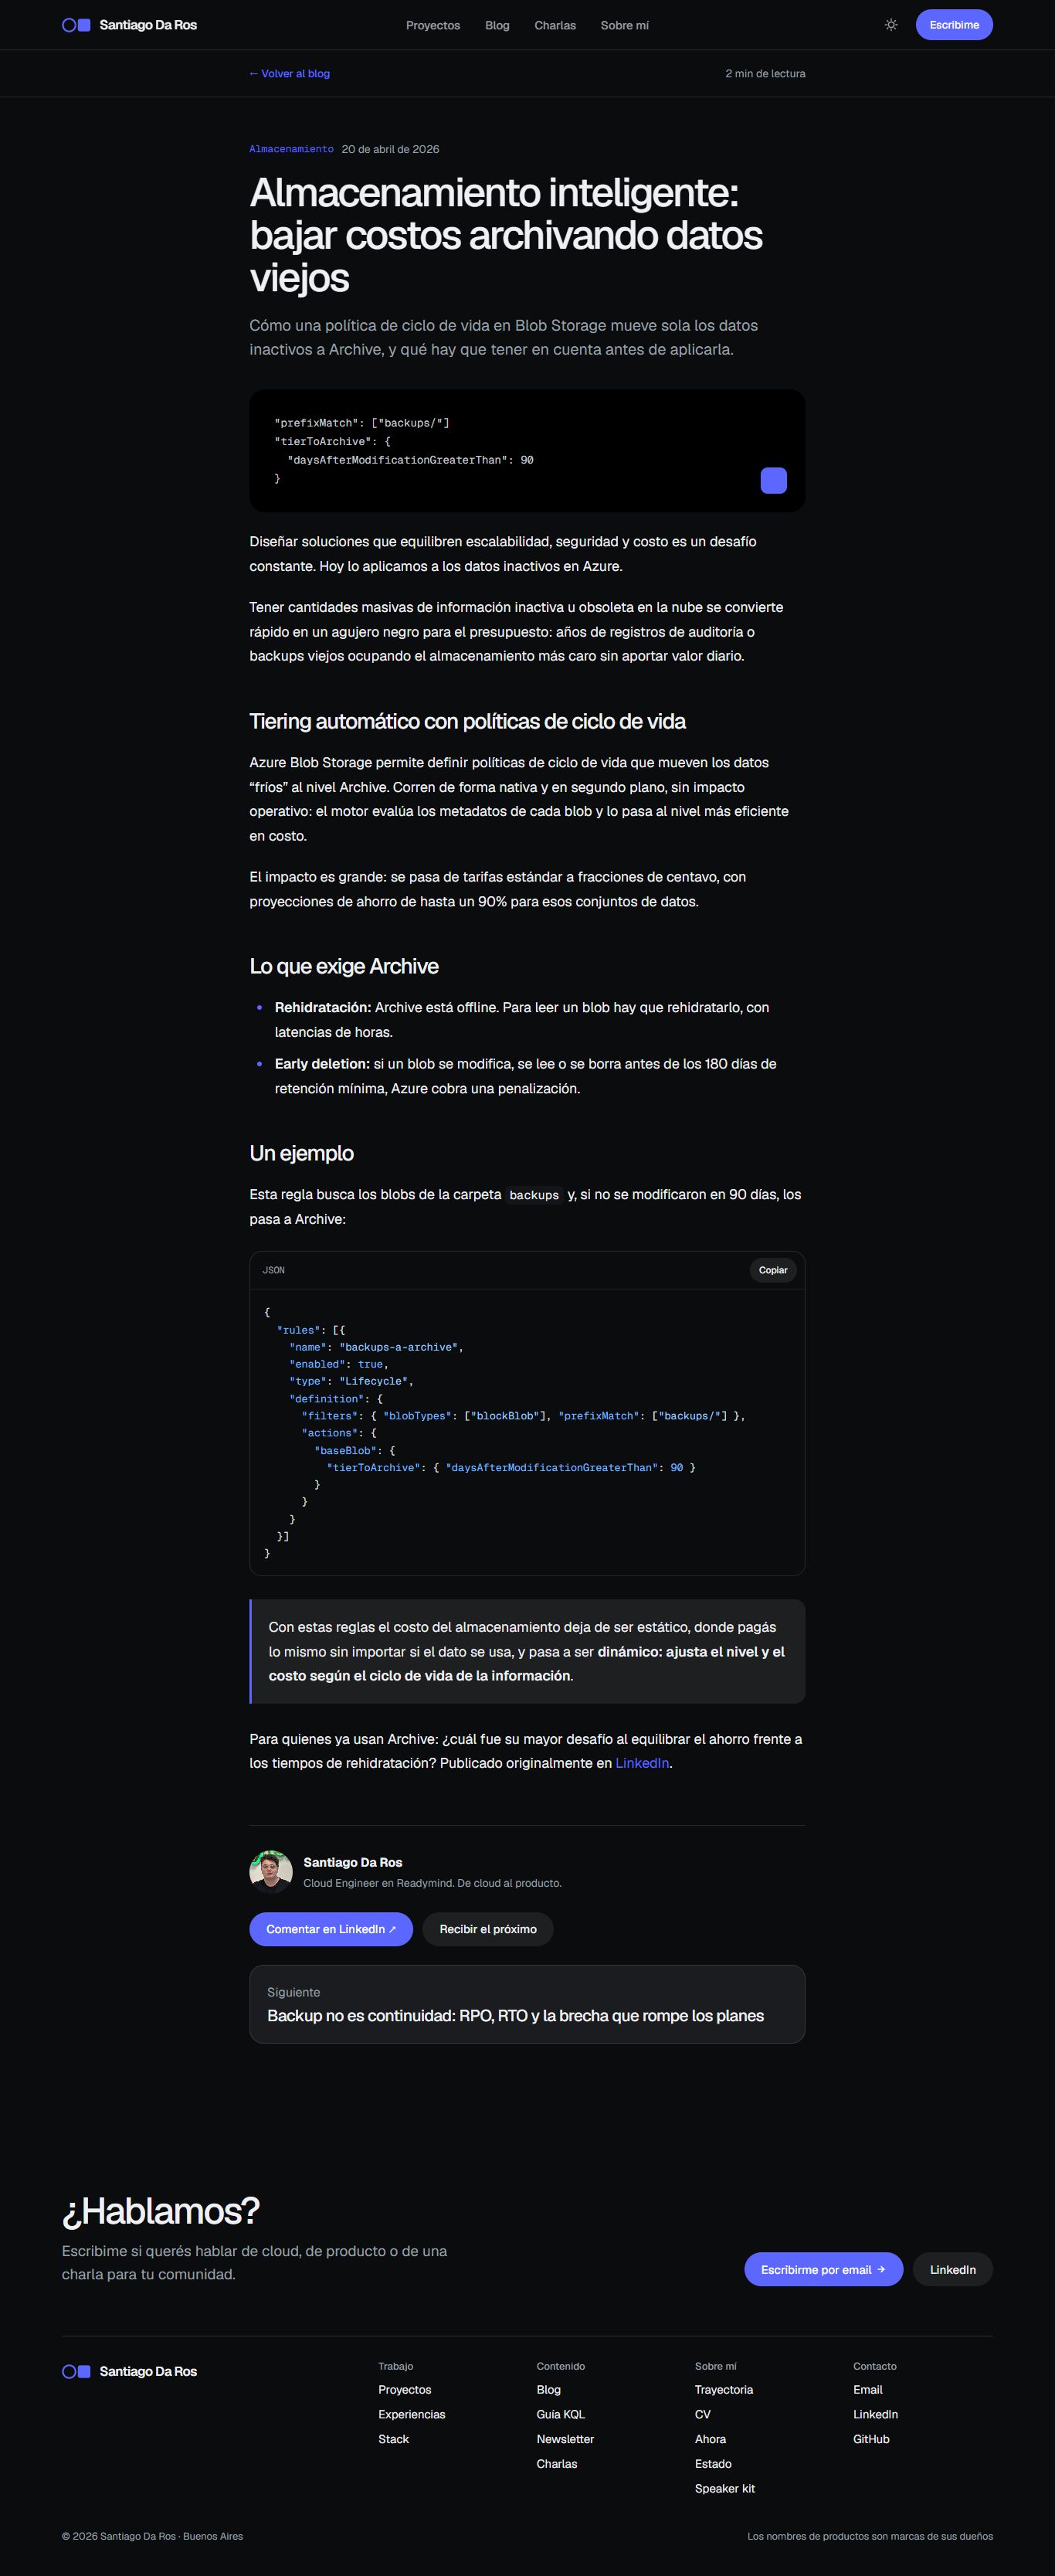 Santiago Da Ros
Proyectos Blog Charlas Sobre mí
Escribime
← Volver al blog
2 min de lectura
Almacenamiento 20 de abril de 2026
Almacenamiento inteligente:
bajar costos archivando datos
viejos
Cómo una política de ciclo de vida en Blob Storage mueve sola los datos
inactivos a Archive, y qué hay que tener en cuenta antes de aplicarla.
"prefixMatch": ["backups/"]
"tierToArchive": {
  "daysAfterModificationGreaterThan": 90
}
Diseñar soluciones que equilibren escalabilidad, seguridad y costo es un desafío
constante. Hoy lo aplicamos a los datos inactivos en Azure.
Tener cantidades masivas de información inactiva u obsoleta en la nube se convierte
rápido en un agujero negro para el presupuesto: años de registros de auditoría o
backups viejos ocupando el almacenamiento más caro sin aportar valor diario.
Tiering automático con políticas de ciclo de vida
Azure Blob Storage permite definir políticas de ciclo de vida que mueven los datos
“fríos” al nivel Archive. Corren de forma nativa y en segundo plano, sin impacto
operativo: el motor evalúa los metadatos de cada blob y lo pasa al nivel más eficiente
en costo.
El impacto es grande: se pasa de tarifas estándar a fracciones de centavo, con
proyecciones de ahorro de hasta un 90% para esos conjuntos de datos.
Lo que exige Archive
• Rehidratación: Archive está offline. Para leer un blob hay que rehidratarlo, con
latencias de horas.
• Early deletion: si un blob se modifica, se lee o se borra antes de los 180 días de
retención mínima, Azure cobra una penalización.
Un ejemplo
Esta regla busca los blobs de la carpeta backups y, si no se modificaron en 90 días, los
pasa a Archive:
JSON
Copiar
{
  "rules": [{
    "name": "backups-a-archive",
    "enabled": true,
    "type": "Lifecycle",
    "definition": {
      "filters": { "blobTypes": ["blockBlob"], "prefixMatch": ["backups/"] },
      "actions": {
        "baseBlob": {
          "tierToArchive": { "daysAfterModificationGreaterThan": 90 }
        }
      }
    }
  }]
}
Con estas reglas el costo del almacenamiento deja de ser estático, donde pagás
lo mismo sin importar si el dato se usa, y pasa a ser dinámico: ajusta el nivel y el
costo según el ciclo de vida de la información.
Para quienes ya usan Archive: ¿cuál fue su mayor desafío al equilibrar el ahorro frente a
los tiempos de rehidratación? Publicado originalmente en LinkedIn.
Santiago Da Ros
Cloud Engineer en Readymind. De cloud al producto.
Comentar en LinkedIn ↗ Recibir el próximo
Siguiente
Backup no es continuidad: RPO, RTO y la brecha que rompe los planes
¿Hablamos?
Escribime si querés hablar de cloud, de producto o de una
charla para tu comunidad.
Escribirme por email → LinkedIn
Santiago Da Ros
Trabajo
Proyectos
Experiencias
Stack
Contenido
Blog
Guía KQL
Newsletter
Charlas
Sobre mí
Trayectoria
CV
Ahora
Estado
Speaker kit
Contacto
Email
LinkedIn
GitHub
© 2026 Santiago Da Ros · Buenos Aires
Los nombres de productos son marcas de sus dueños